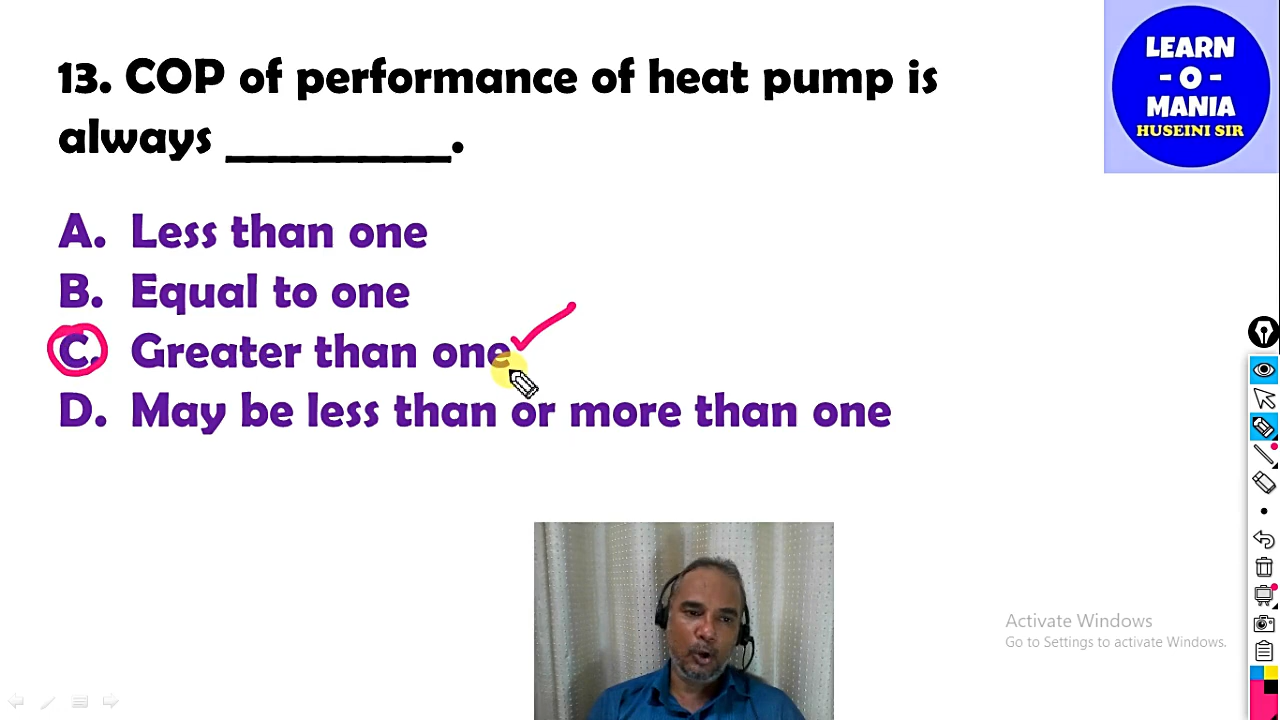 13. COP of performance of heat pump is
always __________.
A. Less than one
B. Equal to one
C. Greater than one
D. May be less than or more than one
LEARN
- O -
MANIA
HUSEINI SIR
Activate Windows
Go to Settings to activate Windows.